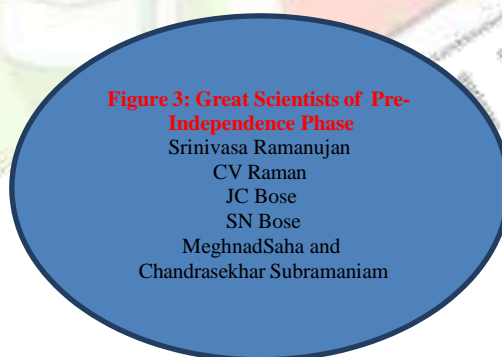 Figure 3: Great Scientists of Pre-
Independence Phase
Srinivasa Ramanujan
CV Raman
JC Bose
SN Bose
MeghnadSaha and
Chandrasekhar Subramaniam